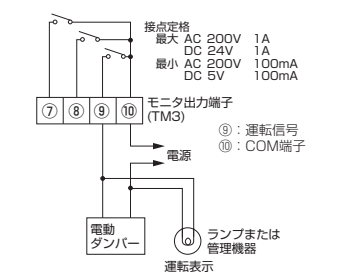 接点定格
最大 AC 200V 1A
DC 24V 1A
最小 AC 200V 100mA
DC 5V 100mA
⑦ ⑧ ⑨ ⑩
モニタ出力端子
(TM3)
⑨：運転信号
⑩：COM端子
電源
電動
ダンパー
ランプまたは
管理機器
運転表示